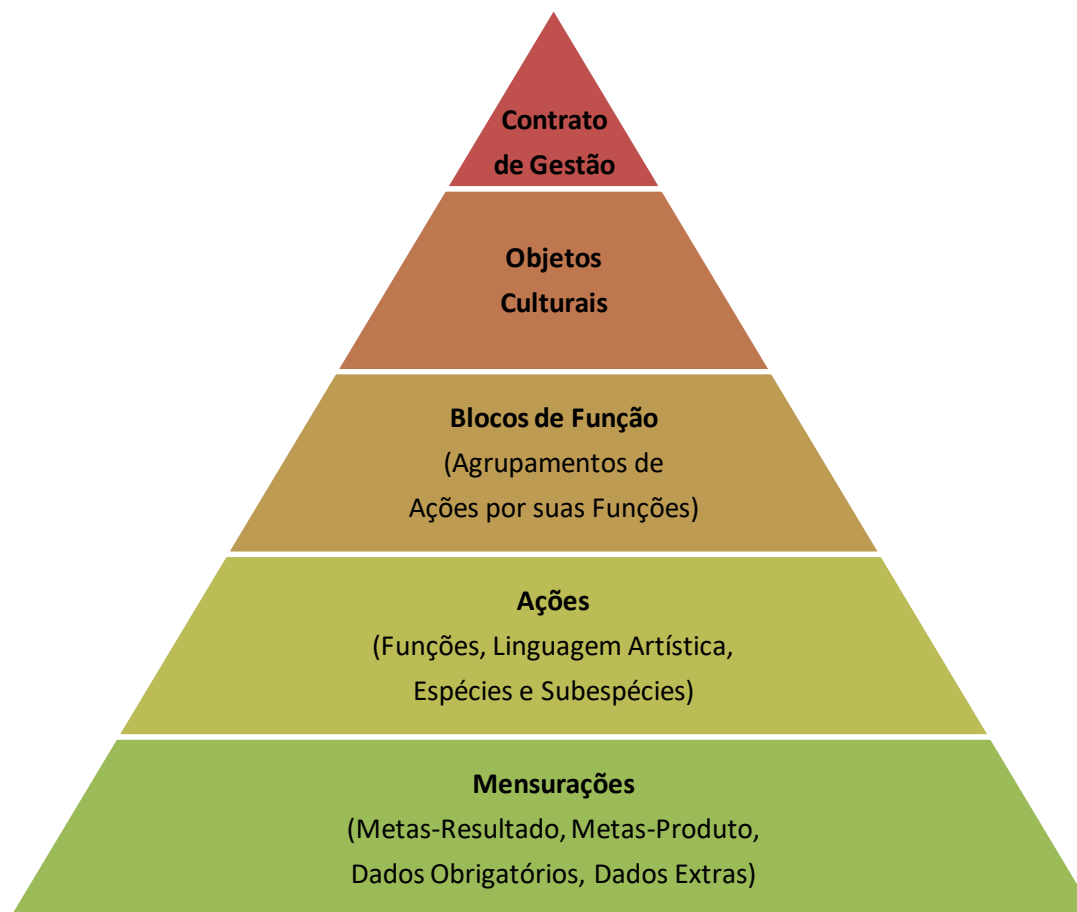 Contrato
de Gestão
Objetos
Culturais
Blocos de Função
(Agrupamentos de
Ações por suas Funções)
Ações
(Funções, Linguagem Artística,
Espécies e Subespécies)
Mensurações
(Metas-Resultado, Metas-Produto,
Dados Obrigatórios, Dados Extras)